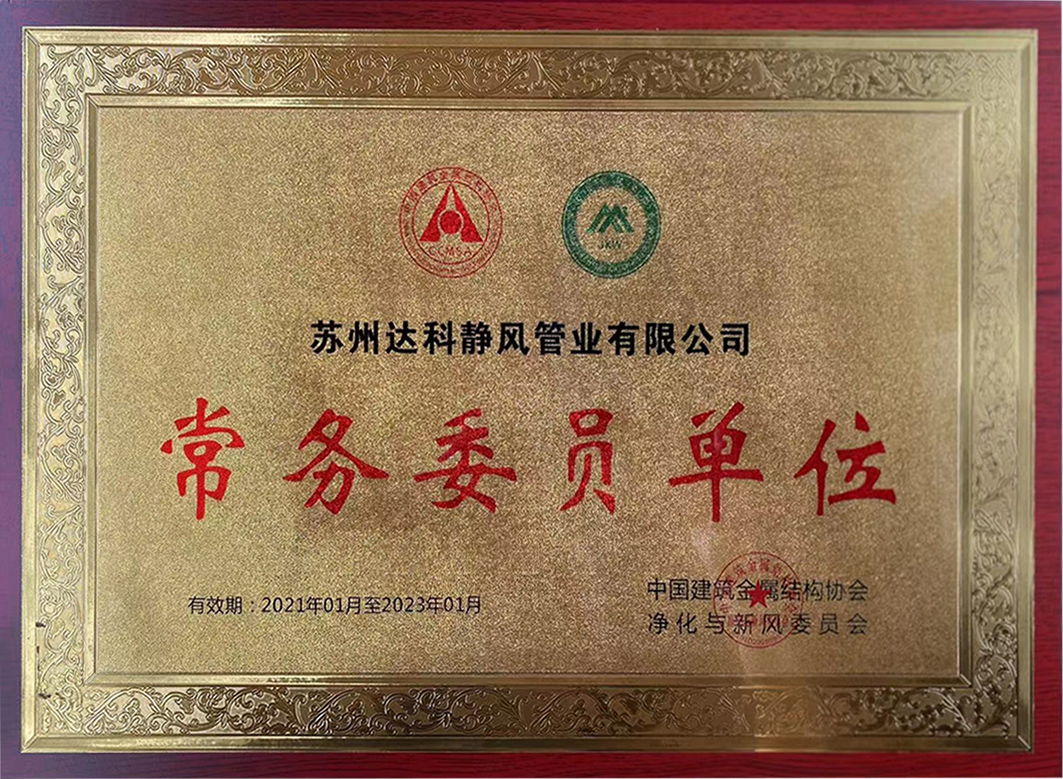 CCMSA
JKW
苏州达科静风管业有限公司
常务委员单位
有效期：2021年01月至2023年01月
中国建筑金属结构协会
净化与新风委员会